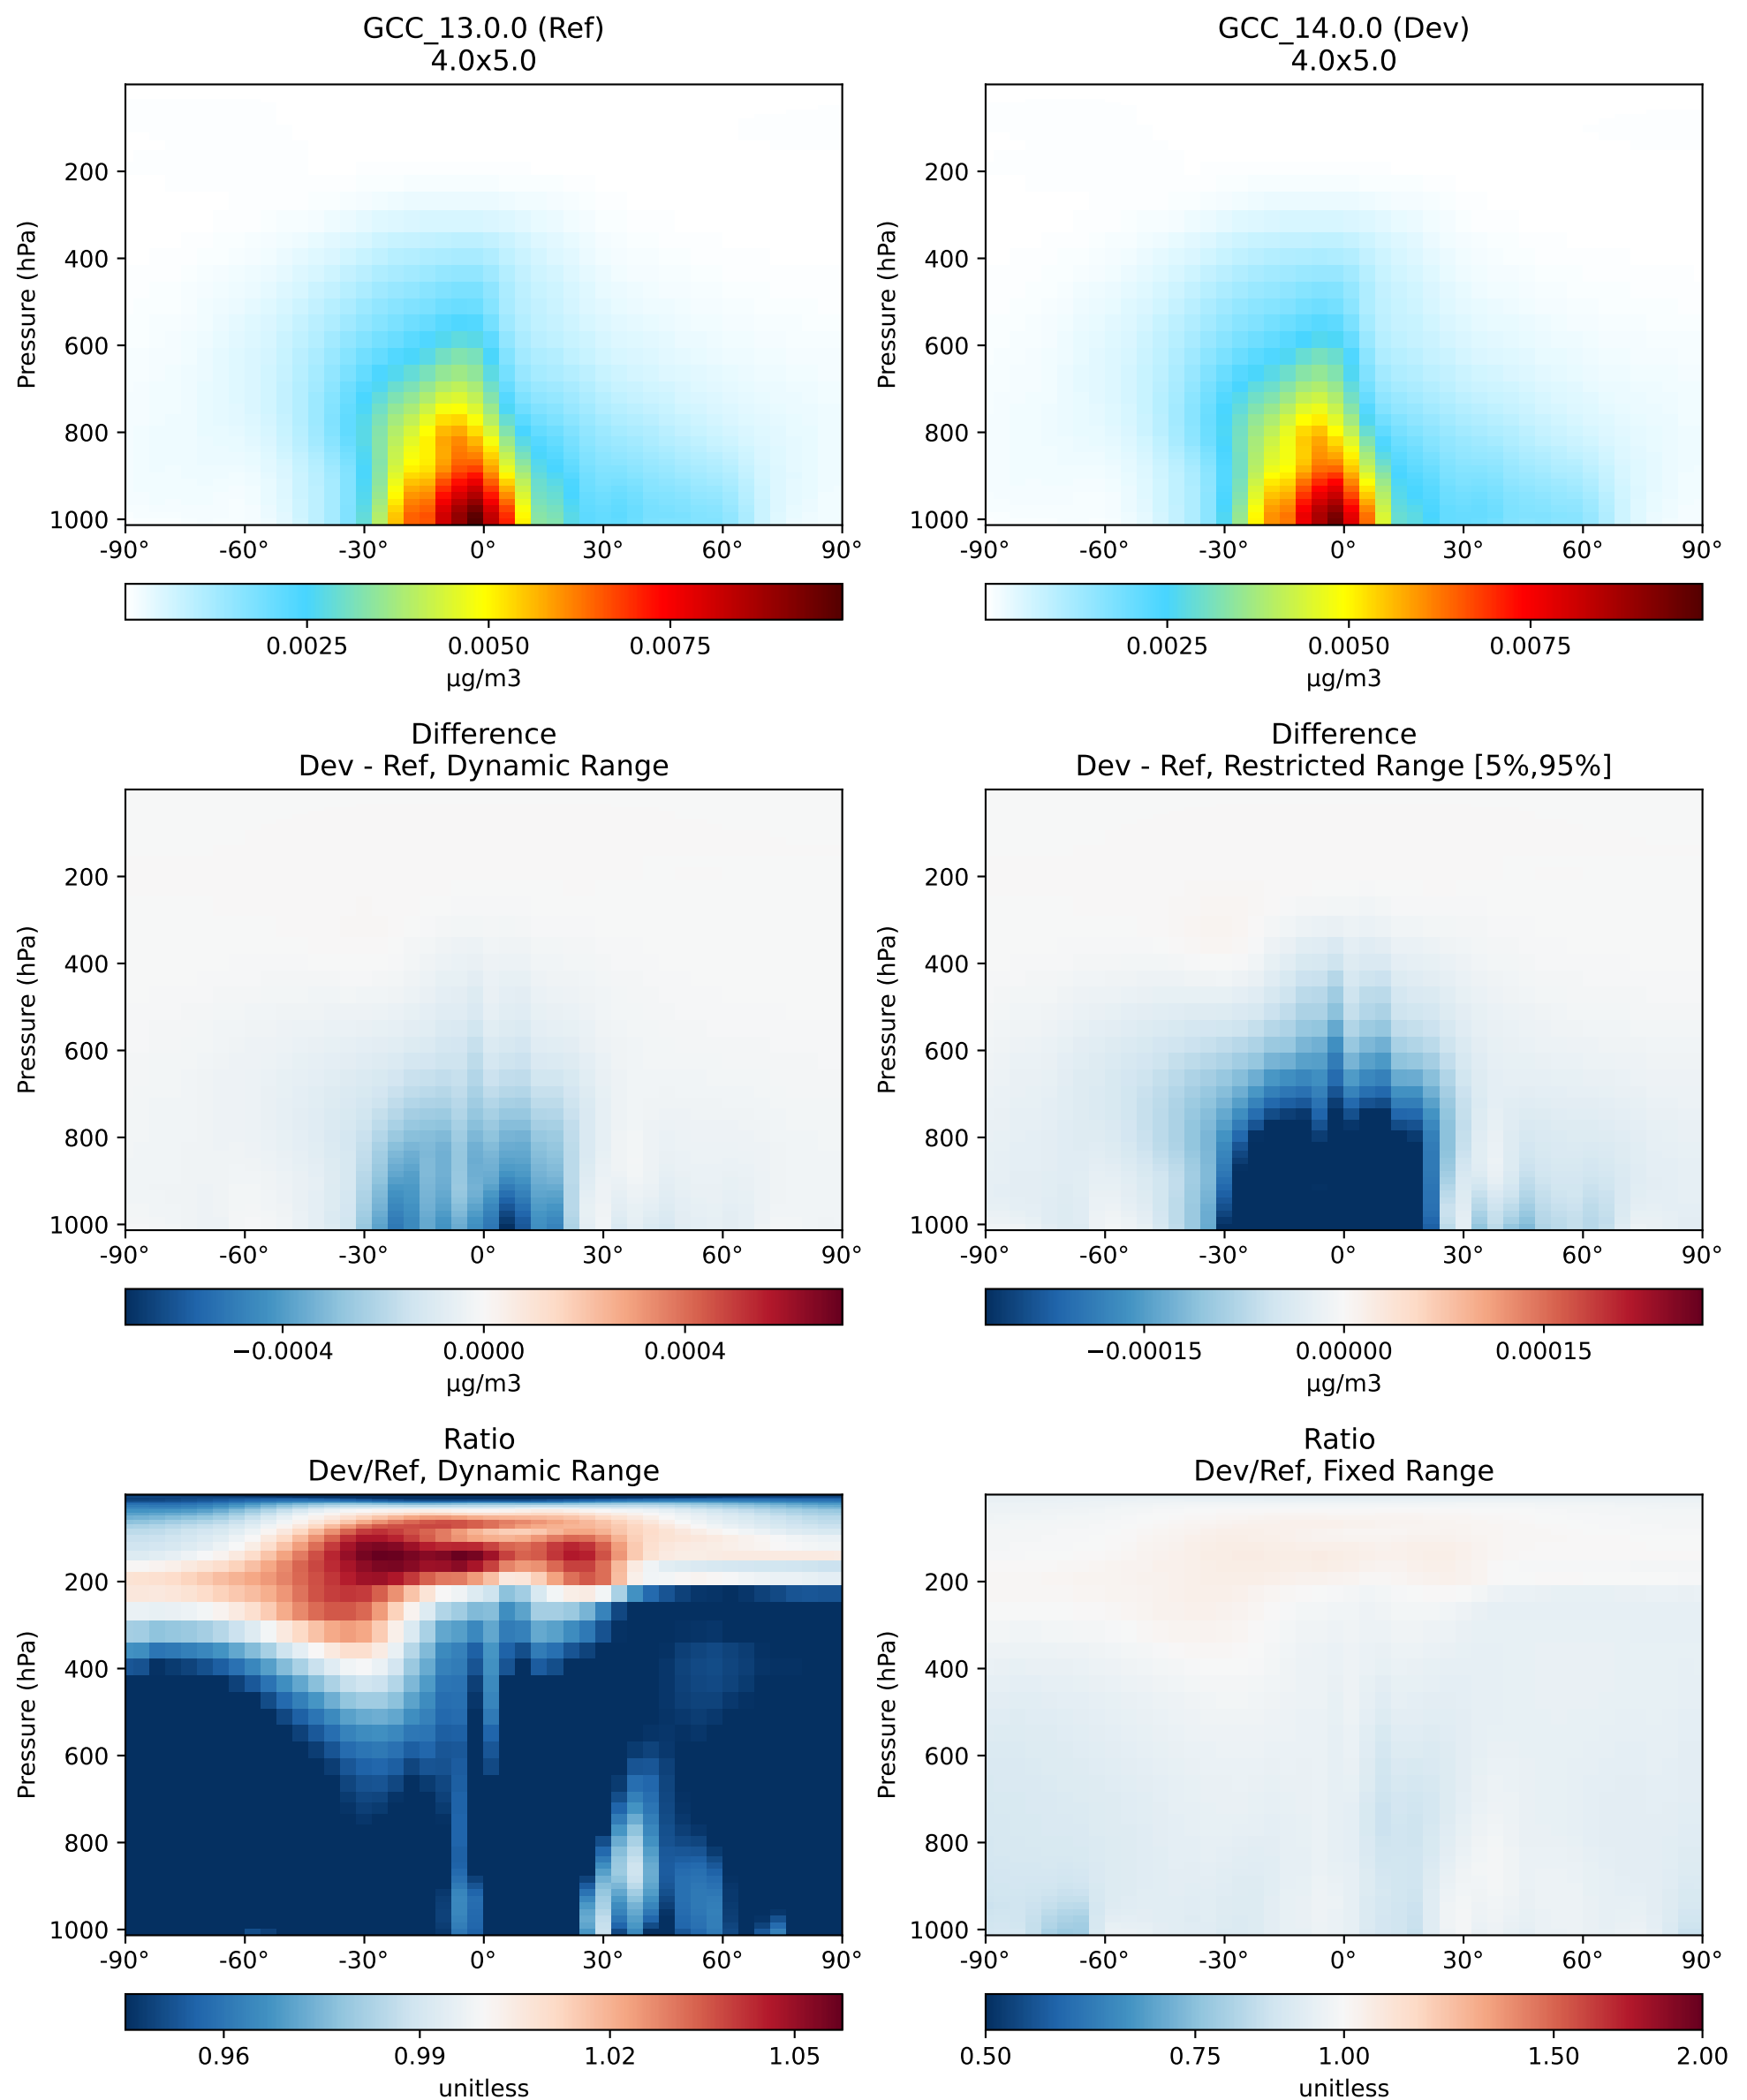 GCC_13.0.0 (Ref)
4.0x5.0
Pressure (hPa)
200
400
600
800
1000
-90° -60° -30° 0° 30° 60° 90°
0.0025 0.0050 0.0075
µg/m3
GCC_14.0.0 (Dev)
4.0x5.0
Pressure (hPa)
200
400
600
800
1000
-90° -60° -30° 0° 30° 60° 90°
0.0025 0.0050 0.0075
µg/m3
Difference
Dev - Ref, Dynamic Range
Pressure (hPa)
200
400
600
800
1000
-90° -60° -30° 0° 30° 60° 90°
−0.0004 0.0000 0.0004
µg/m3
Difference
Dev - Ref, Restricted Range [5%,95%]
Pressure (hPa)
200
400
600
800
1000
-90° -60° -30° 0° 30° 60° 90°
−0.00015 0.00000 0.00015
µg/m3
Ratio
Dev/Ref, Dynamic Range
Pressure (hPa)
200
400
600
800
1000
-90° -60° -30° 0° 30° 60° 90°
0.96 0.99 1.02 1.05
unitless
Ratio
Dev/Ref, Fixed Range
Pressure (hPa)
200
400
600
800
1000
-90° -60° -30° 0° 30° 60° 90°
0.50 0.75 1.00 1.50 2.00
unitless